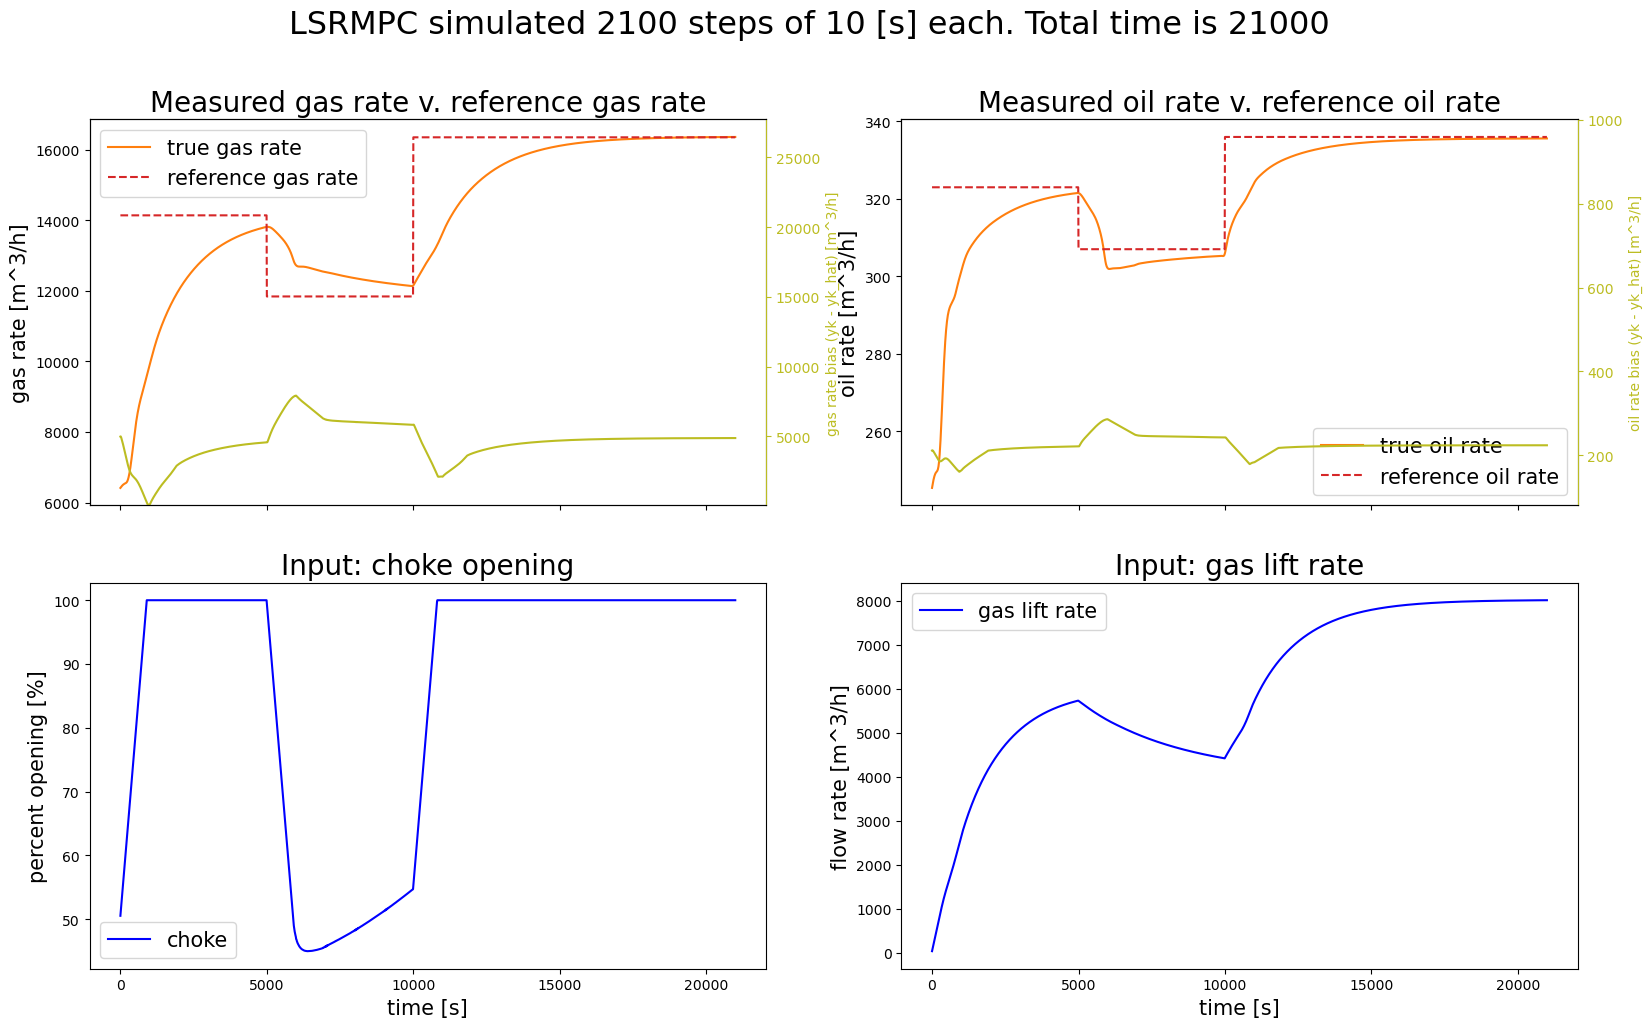 LSRMPC simulated 2100 steps of 10 [s] each. Total time is 21000
Measured gas rate v. reference gas rate
true gas rate
reference gas rate
gas rate [m^3/h]
16000
14000
12000
10000
8000
6000
25000
20000
15000
10000
5000
gas rate bias (yk - yk_hat) [m^3/h]
Measured oil rate v. reference oil rate
oil rate [m^3/h]
340
320
300
280
260
true oil rate
reference oil rate
1000
800
600
400
200
oil rate bias (yk - yk_hat) [m^3/h]
Input: choke opening
percent opening [%]
100
90
80
70
60
50
choke
0
5000
10000
15000
20000
time [s]
Input: gas lift rate
gas lift rate
flow rate [m^3/h]
8000
7000
6000
5000
4000
3000
2000
1000
0
0
5000
10000
15000
20000
time [s]